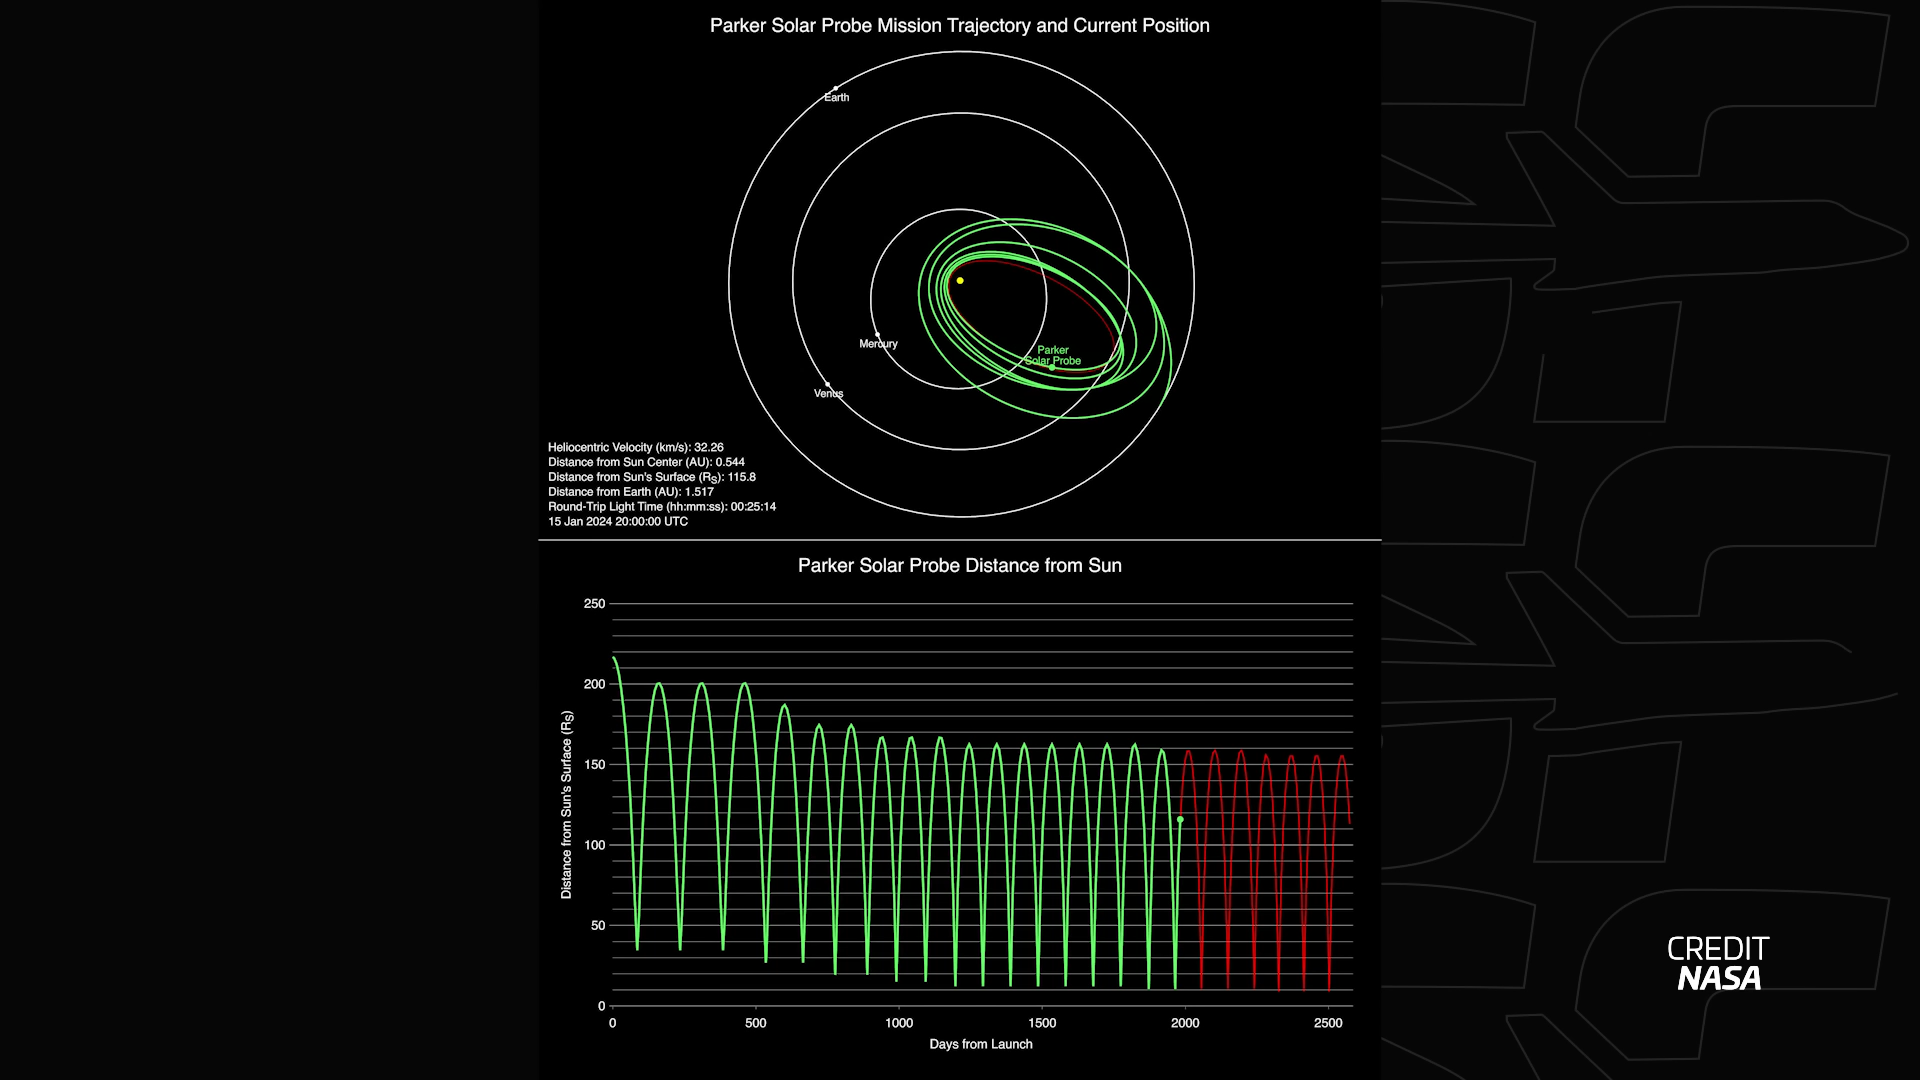 Parker Solar Probe Mission Trajectory and Current Position
Earth
Mercury
Parker
Solar Probe
Venus
Heliocentric Velocity (km/s): 32.26
Distance from Sun Center (AU): 0.544
Distance from Sun's Surface (RS): 115.8
Distance from Earth (AU): 1.517
Round-Trip Light Time (hh:mm:ss): 00:25:14
15 Jan 2024 20:00:00 UTC
Parker Solar Probe Distance from Sun
Distance from Sun's Surface (RS)
250
200
150
100
50
0
0 500 1000 1500 2000 2500
Days from Launch
CREDIT
NASA